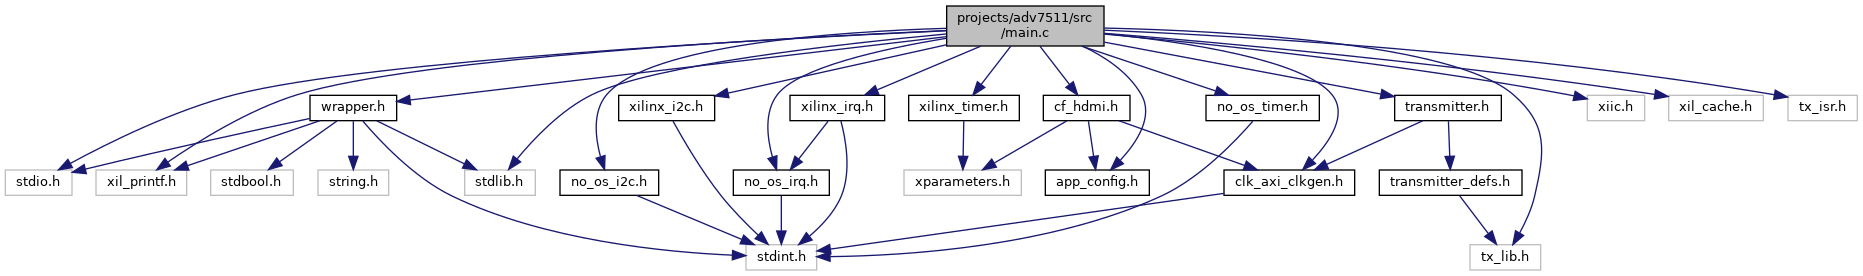 projects/adv7511/src
/main.c
wrapper.h
xilinx_i2c.h
xilinx_irq.h
xilinx_timer.h
cf_hdmi.h
no_os_timer.h
transmitter.h
xiic.h
xil_cache.h
tx_isr.h
stdio.h
xil_printf.h
stdbool.h
string.h
stdlib.h
no_os_i2c.h
no_os_irq.h
xparameters.h
app_config.h
clk_axi_clkgen.h
transmitter_defs.h
stdint.h
tx_lib.h